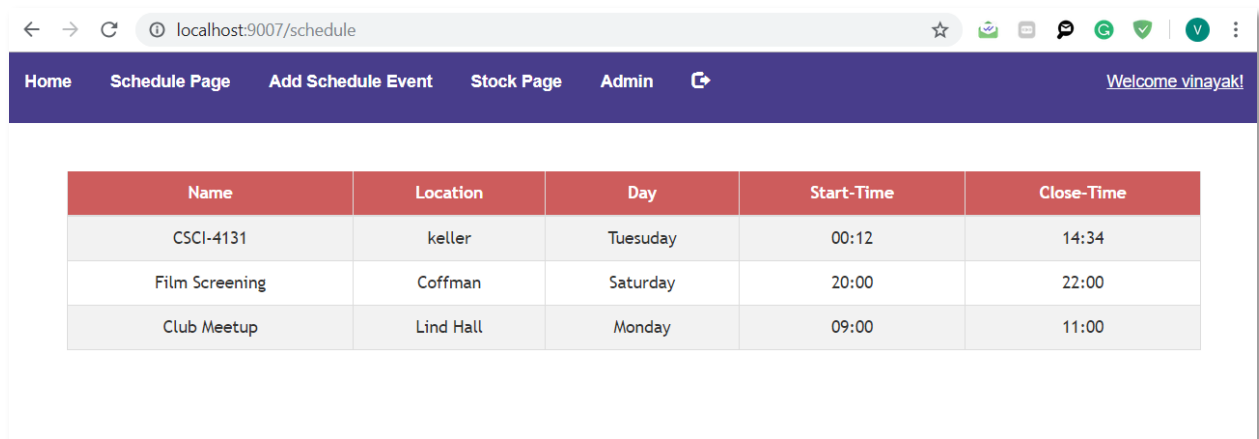 localhost:9007/schedule
V
Home Schedule Page Add Schedule Event Stock Page Admin Welcome vinayak!
Name Location Day Start-Time Close-Time
CSCI-4131 keller Tuesuday 00:12 14:34
Film Screening Coffman Saturday 20:00 22:00
Club Meetup Lind Hall Monday 09:00 11:00